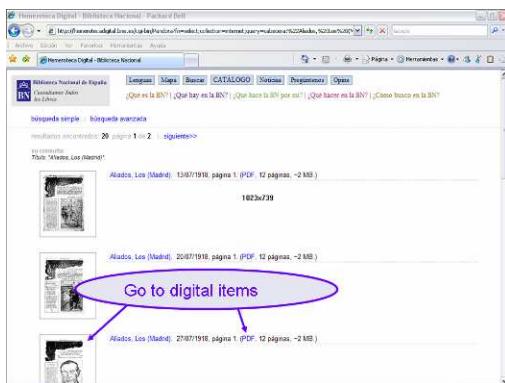 Hemeroteca Digital - Biblioteca Nacional - Packard Bell
Archivo Edición Ver Favoritos Herramientas Ayuda
Hemeroteca Digital - Biblioteca Nacional
Página Herramientas
Biblioteca Nacional de España
BN
Lenguas Mapa Buscar CATÁLOGO Noticias Pregúntenos Opine
¿Qué es la BN? ¿Qué hay en la BN? ¿Qué hace la BN por mí? ¿Qué hacer en la BN? ¿Cómo busco en la BN?
búsqueda simple búsqueda avanzada
resultados encontrados: 20 página 1 de 2 siguiente>>
su consulta:
Título: "Aliados, Los (Madrid)".
Aliados, Los (Madrid). 13/07/1918, página 1. (PDF, 12 páginas, ~2 MB.)
1023x739
Aliados, Los (Madrid). 20/07/1918, página 1. (PDF, 12 páginas, ~2 MB.)
Go to digital items
Aliados, Los (Madrid). 27/07/1918, página 1. (PDF, 12 páginas, ~2 MB.)